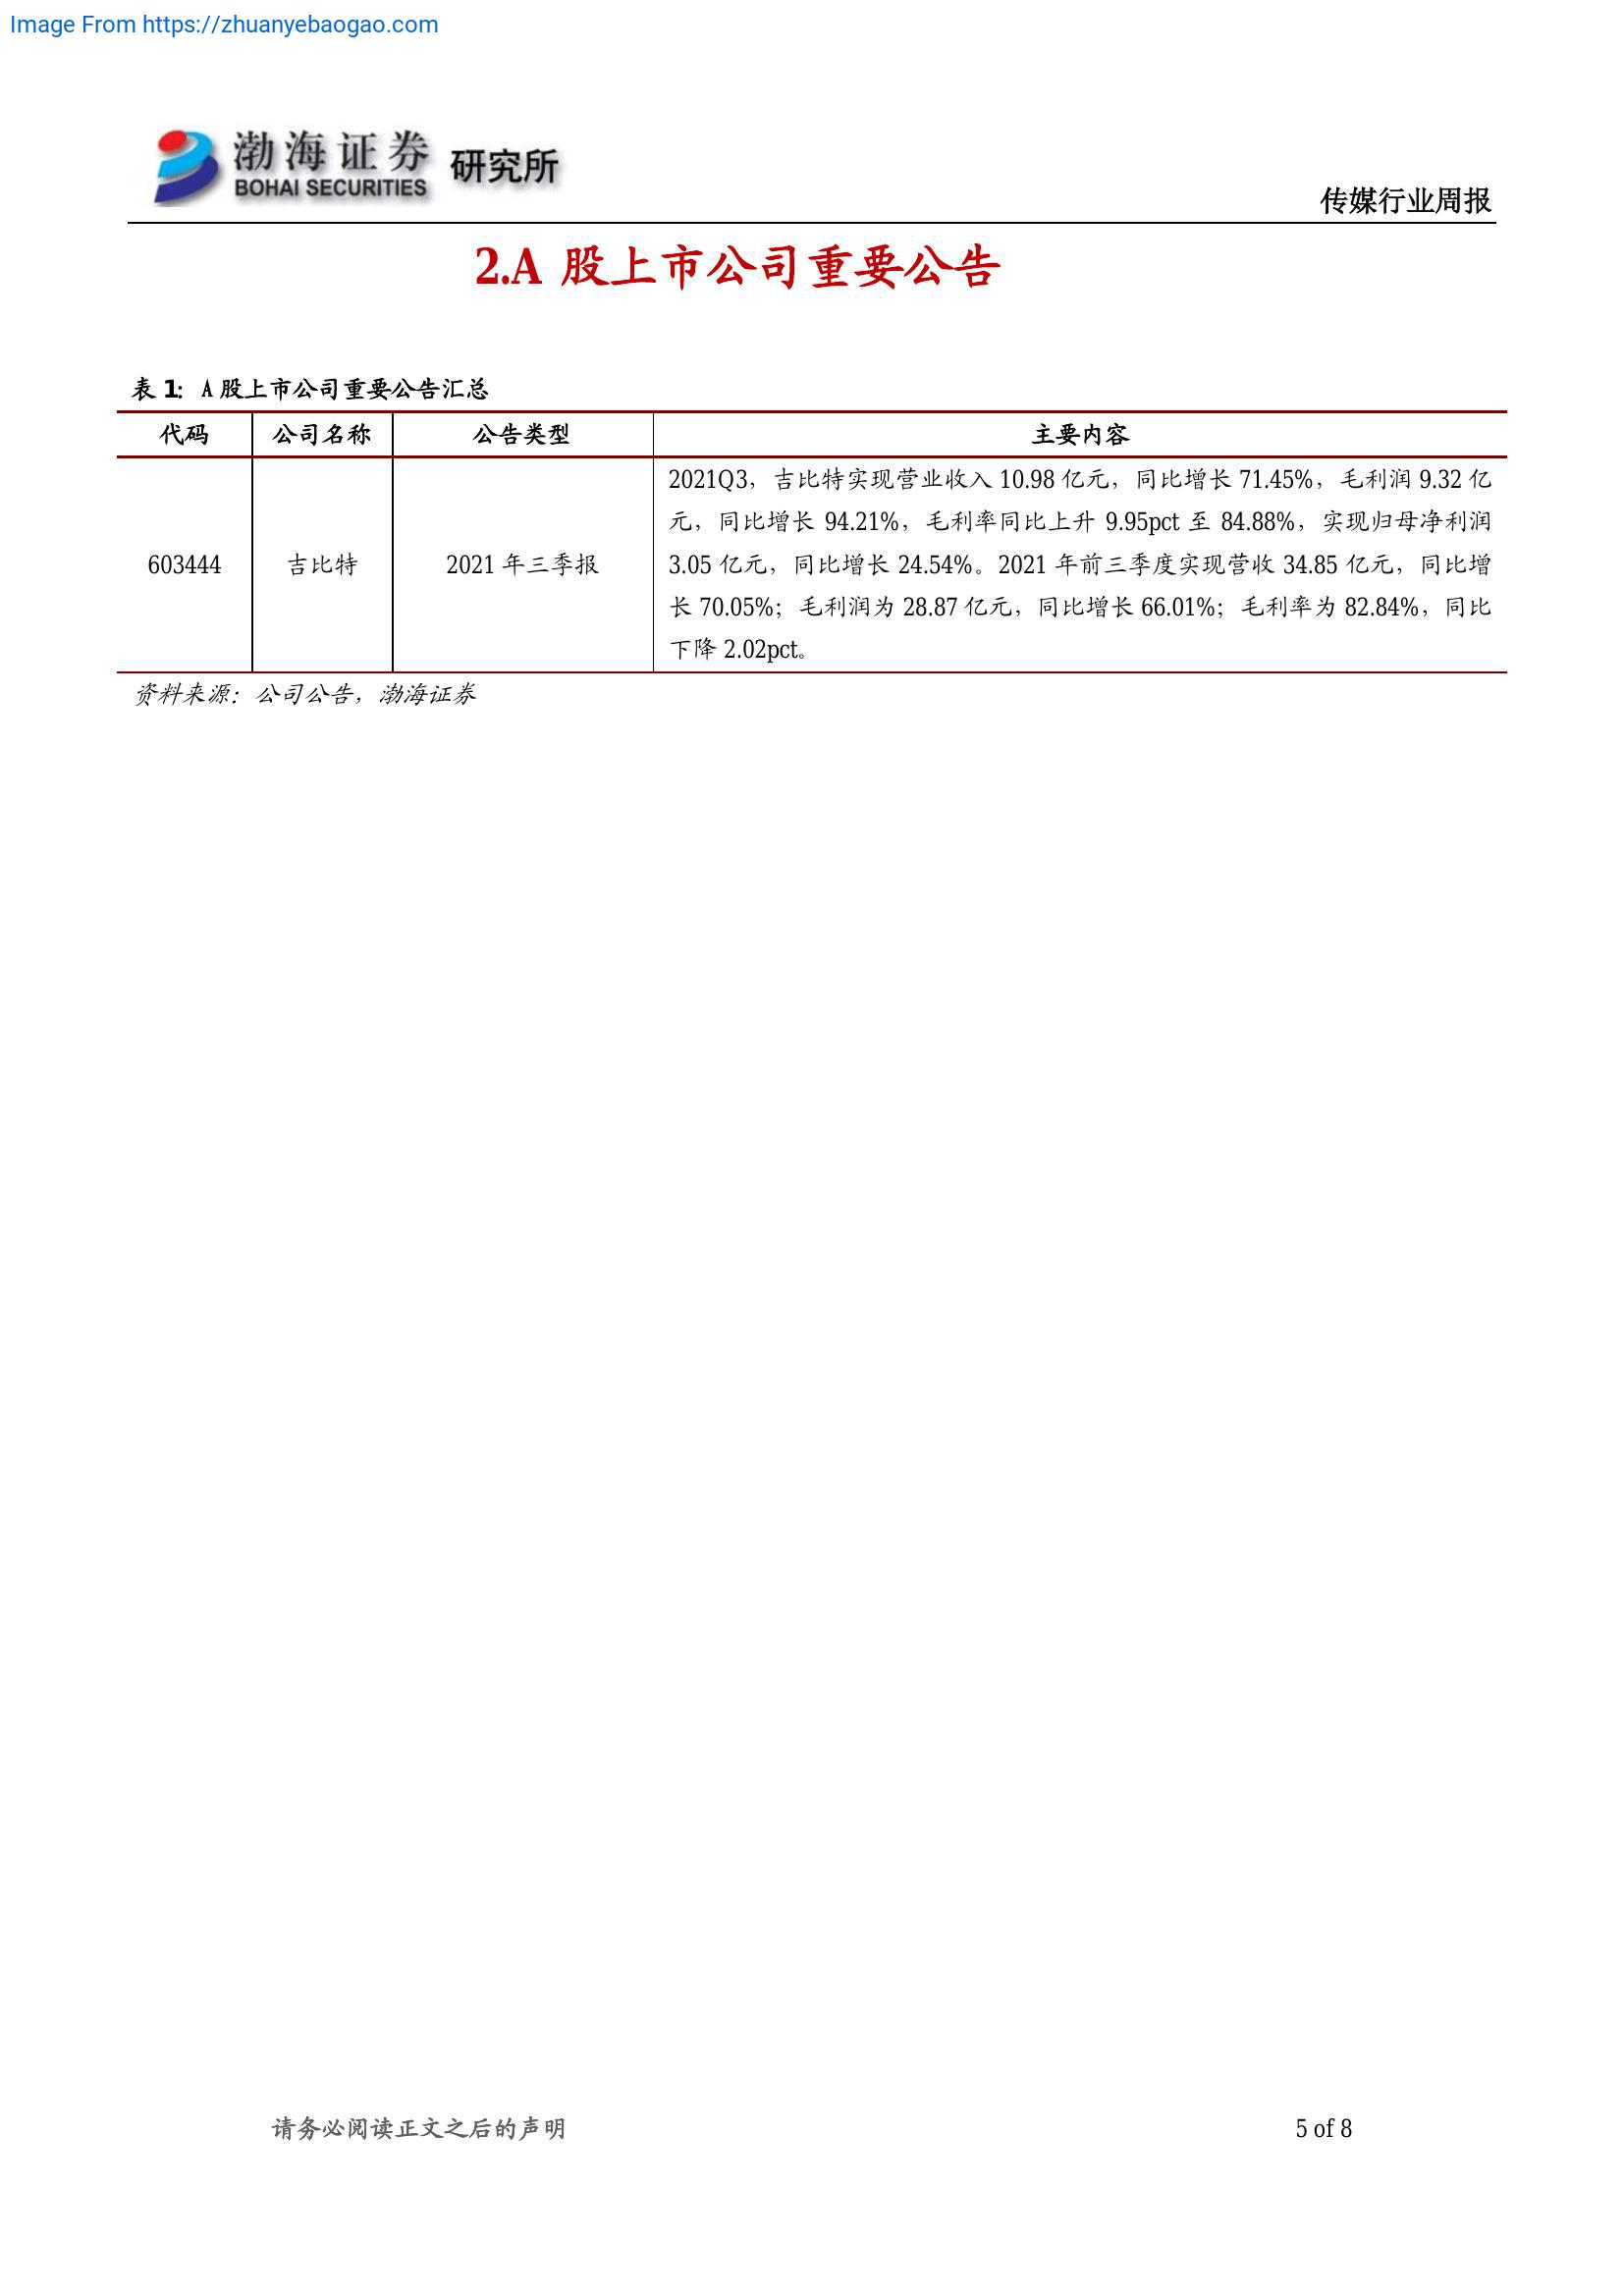 Image From https://zhuanyebaogao.com
渤海证券 研究所
BOHAI SECURITIES
传媒行业周报
2.A 股上市公司重要公告
表 1: A 股上市公司重要公告汇总
代码 公司名称 公告类型 主要内容
2021Q3，吉比特实现营业收入 10.98 亿元，同比增长 71.45%，毛利润 9.32 亿
元，同比增长 94.21%，毛利率同比上升 9.95pct 至 84.88%，实现归母净利润
603444 吉比特 2021 年三季报 3.05 亿元，同比增长 24.54%。2021 年前三季度实现营收 34.85 亿元，同比增
长 70.05%；毛利润为 28.87 亿元，同比增长 66.01%；毛利率为 82.84%，同比
下降 2.02pct。
资料来源：公司公告，渤海证券
请务必阅读正文之后的声明 5 of 8